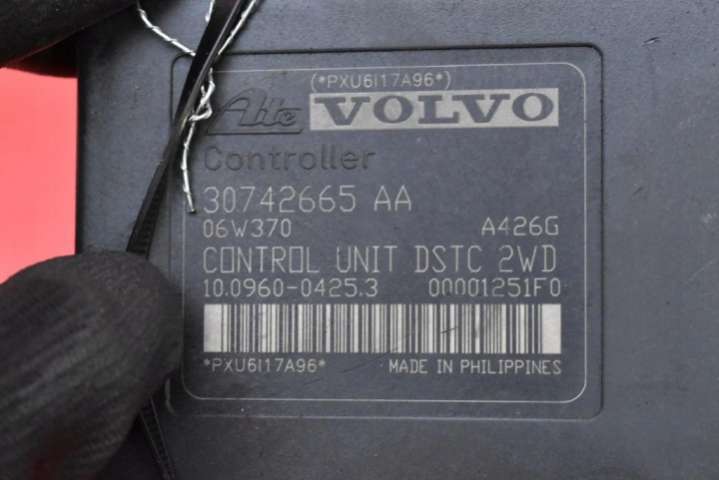 (*PXU6I17A96*)
Ate VOLVO
Controller
30742665 AA
06W370 A426G
CONTROL UNIT DSTC 2WD
10.0960-0425.3 00001251F0
*PXU6I17A96* MADE IN PHILIPPINES